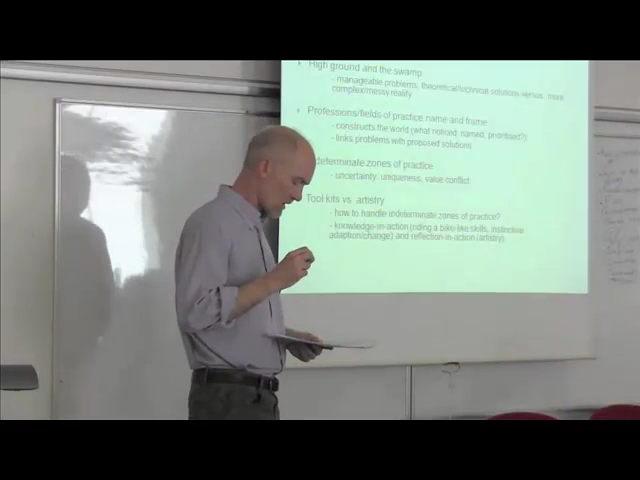 High ground and the swamp
- manageable problems, theoretical/technical solutions versus more
complex/messy reality
Professions/fields of practice name and frame
- constructs the world (what noticed, named, prioritised?)
- links problems with proposed solutions
determinate zones of practice
- uncertainty, uniqueness, value conflict
Tool kits vs artistry
- how to handle indeterminate zones of practice?
- knowledge-in-action (riding a bike-like skills, instinctive
adaption/change) and reflection-in-action (artistry)